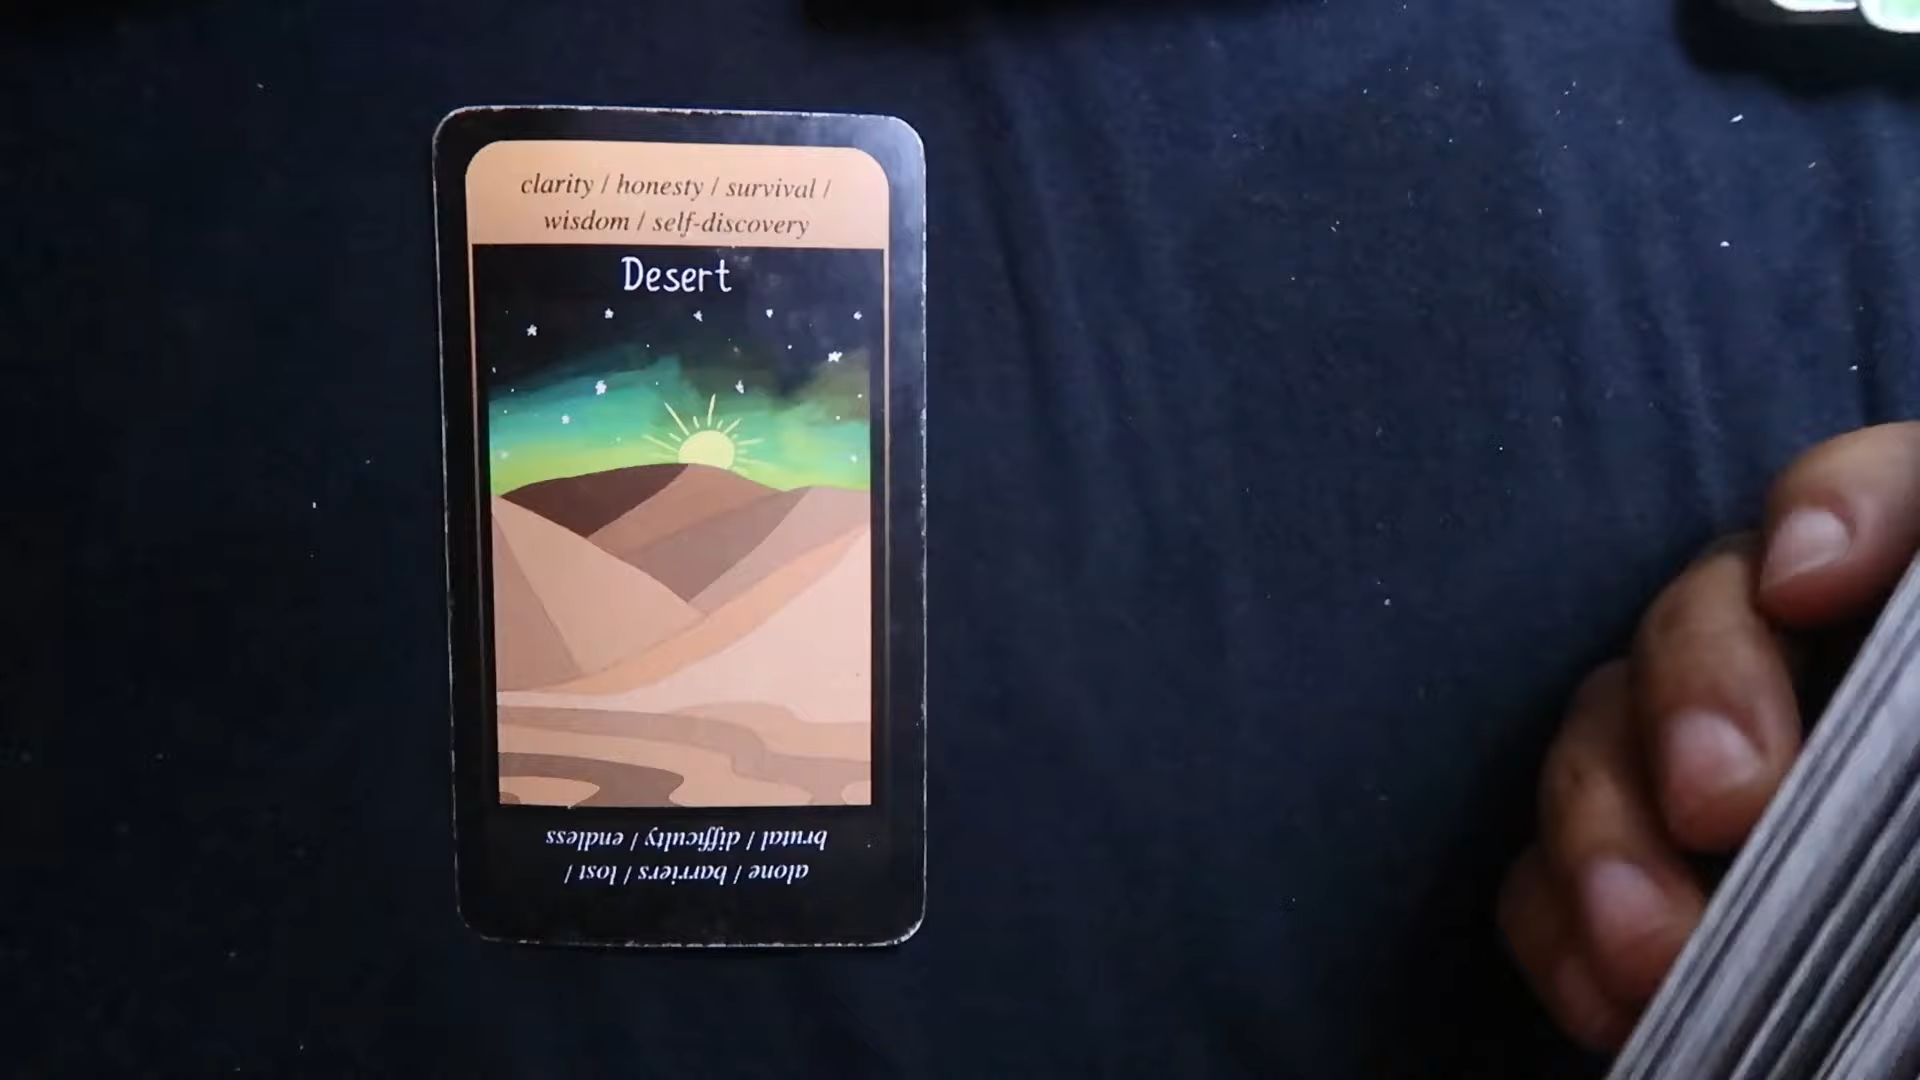 clarity / honesty / survival /
wisdom / self-discovery
Desert
alone / barriers / lost /
brutal / difficulty / endless